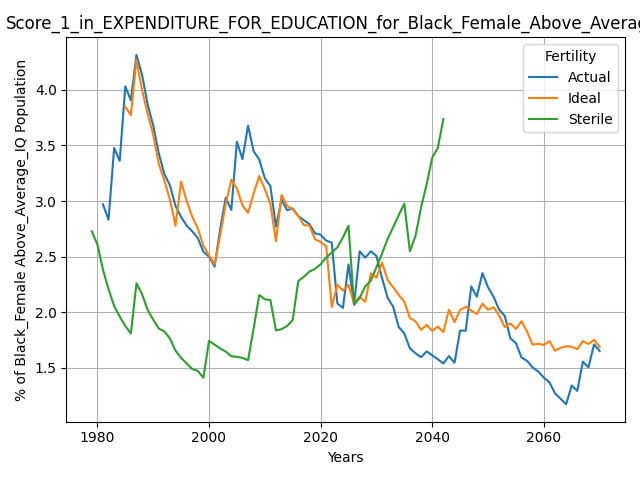 Score_1_in_EXPENDITURE_FOR_EDUCATION_for_Black_Female_Above_Averag
Fertility
Actual
Ideal
Sterile
% of Black_Female Above_Average_IQ Population
4.0
3.5
3.0
2.5
2.0
1.5
1980
2000
2020
2040
2060
Years